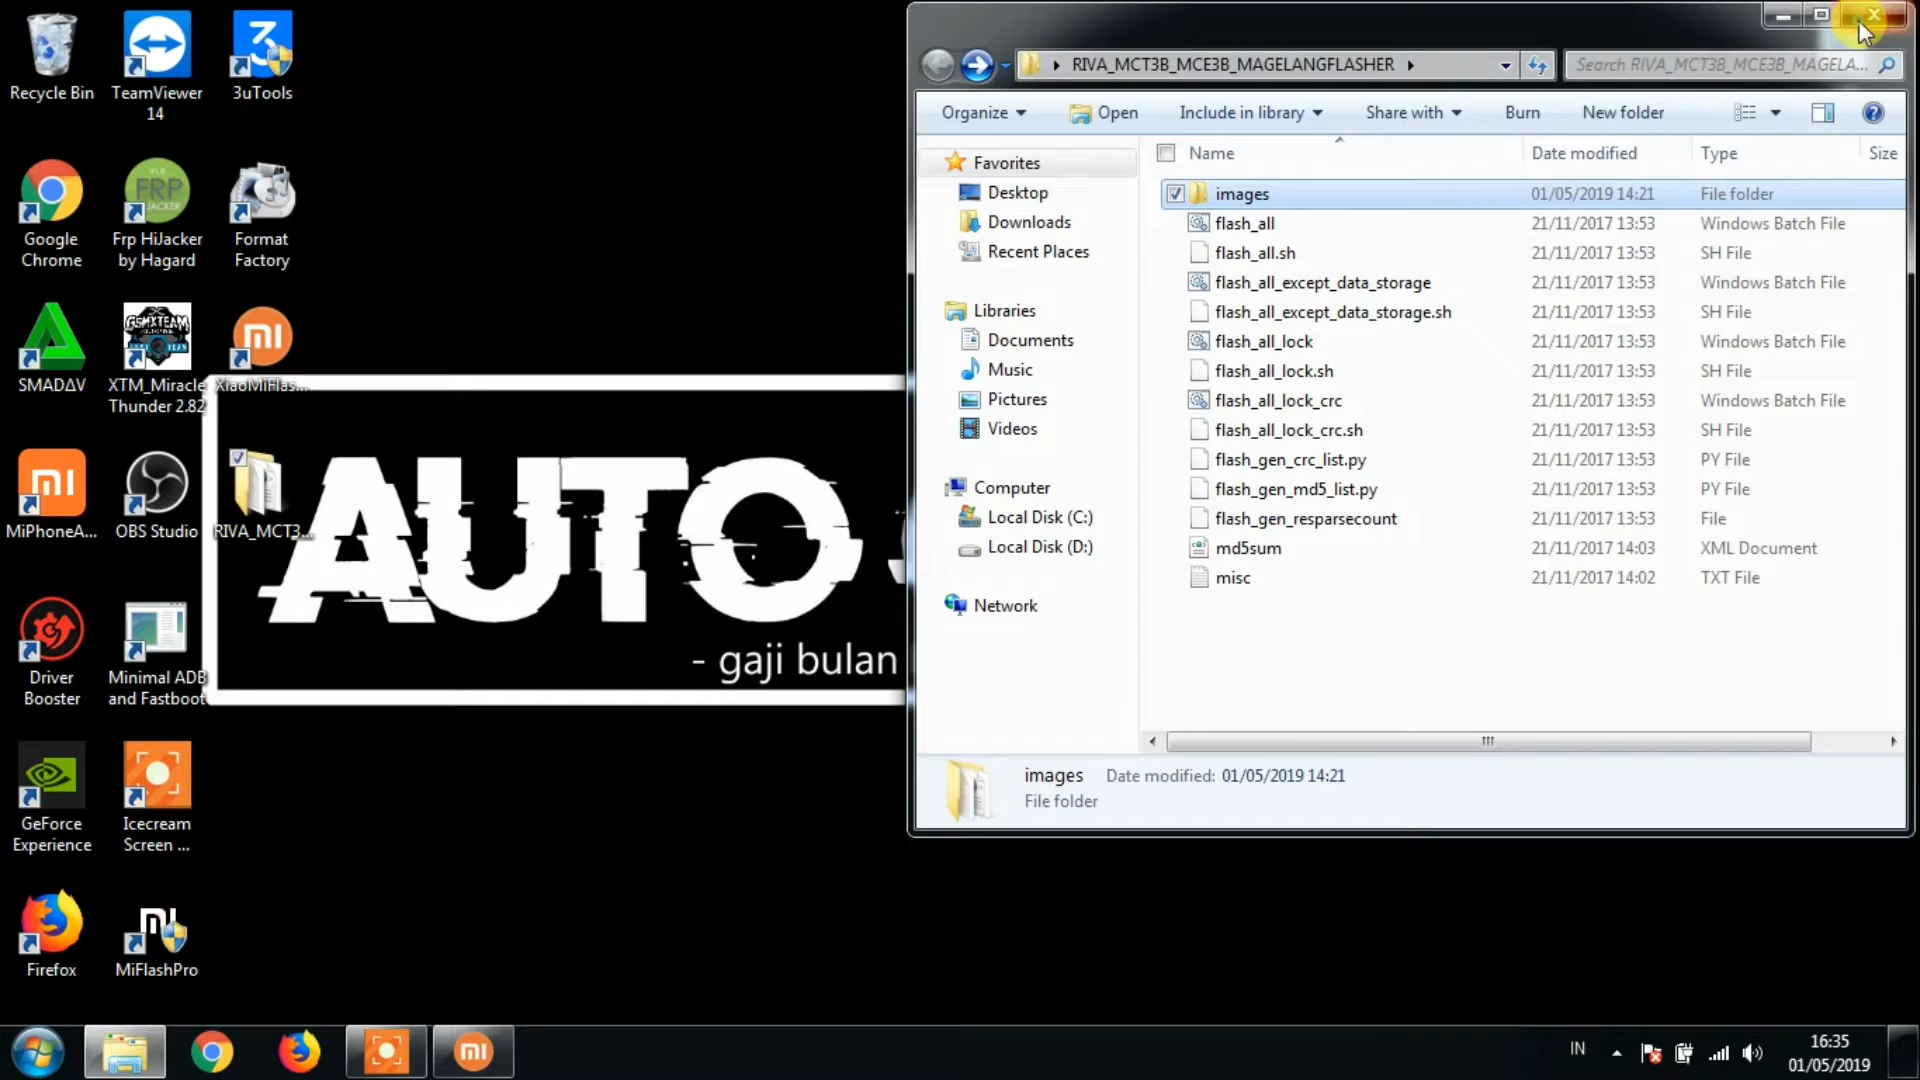 Recycle Bin
TeamViewer
14
3uTools
Google
Chrome
Frp HiJacker
by Hagard
Format
Factory
SMADΔV
XTM_Miracle
Thunder 2.82
XiaoMiFlas...
MiPhoneA...
OBS Studio
RIVA_MCT3...
Driver
Booster
Minimal ADB
and Fastboot
GeForce
Experience
Icecream
Screen ...
Firefox
MiFlashPro
AUTO
- gaji bulan
RIVA_MCT3B_MCE3B_MAGELANGFLASHER
Search RIVA_MCT3B_MCE3B_MAGELA...
Organize
Open
Include in library
Share with
Burn
New folder
Favorites
Desktop
Downloads
Recent Places
Libraries
Documents
Music
Pictures
Videos
Computer
Local Disk (C:)
Local Disk (D:)
Network
Name Date modified Type Size
images 01/05/2019 14:21 File folder
flash_all 21/11/2017 13:53 Windows Batch File
flash_all.sh 21/11/2017 13:53 SH File
flash_all_except_data_storage 21/11/2017 13:53 Windows Batch File
flash_all_except_data_storage.sh 21/11/2017 13:53 SH File
flash_all_lock 21/11/2017 13:53 Windows Batch File
flash_all_lock.sh 21/11/2017 13:53 SH File
flash_all_lock_crc 21/11/2017 13:53 Windows Batch File
flash_all_lock_crc.sh 21/11/2017 13:53 SH File
flash_gen_crc_list.py 21/11/2017 13:53 PY File
flash_gen_md5_list.py 21/11/2017 13:53 PY File
flash_gen_resparsecount 21/11/2017 13:53 File
md5sum 21/11/2017 14:03 XML Document
misc 21/11/2017 14:02 TXT File
images Date modified: 01/05/2019 14:21
File folder
IN
16:35
01/05/2019